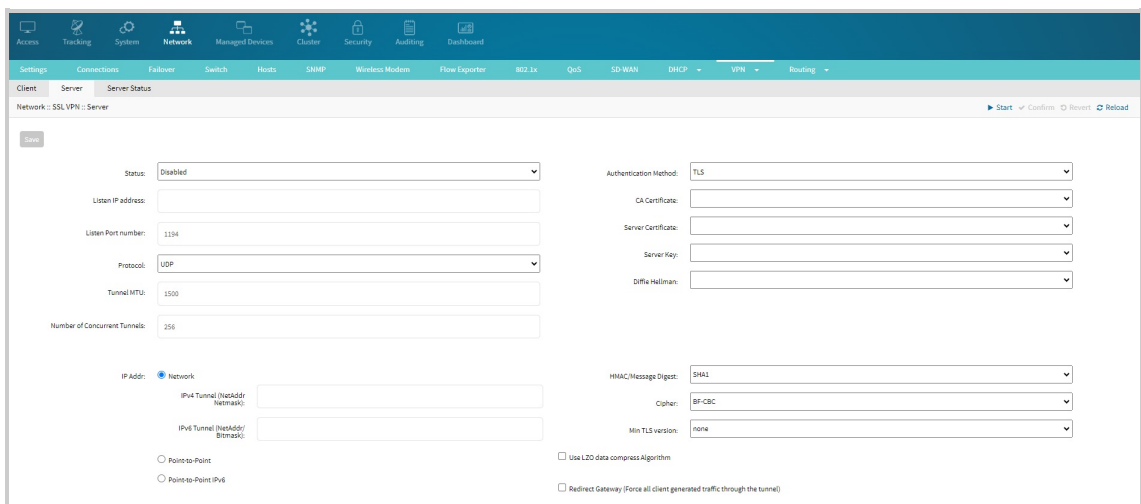 Access Tracking System Network Managed Devices Cluster Security Auditing Dashboard
Settings Connections Failover Switch Hosts SNMP Wireless Modem Flow Exporter 802.1x QoS SD-WAN DHCP VPN Routing
Client Server Server Status
Network :: SSL VPN :: Server Start Confirm Revert Reload
Save
Status: Disabled Authentication Method: TLS
Listen IP address: CA Certificate:
Server Certificate:
Listen Port number: 1194
Server Key:
Protocol: UDP
Diffie Hellman:
Tunnel MTU: 1500
Number of Concurrent Tunnels: 256
IP Addr: Network HMAC/Message Digest: SHA1
IPv4 Tunnel (NetAddr
Netmask): Cipher: BF-CBC
IPv6 Tunnel (NetAddr/
Bitmask): Min TLS version: none
Point-to-Point Use LZO data compress Algorithm
Point-to-Point IPv6
Redirect Gateway (Force all client generated traffic through the tunnel)